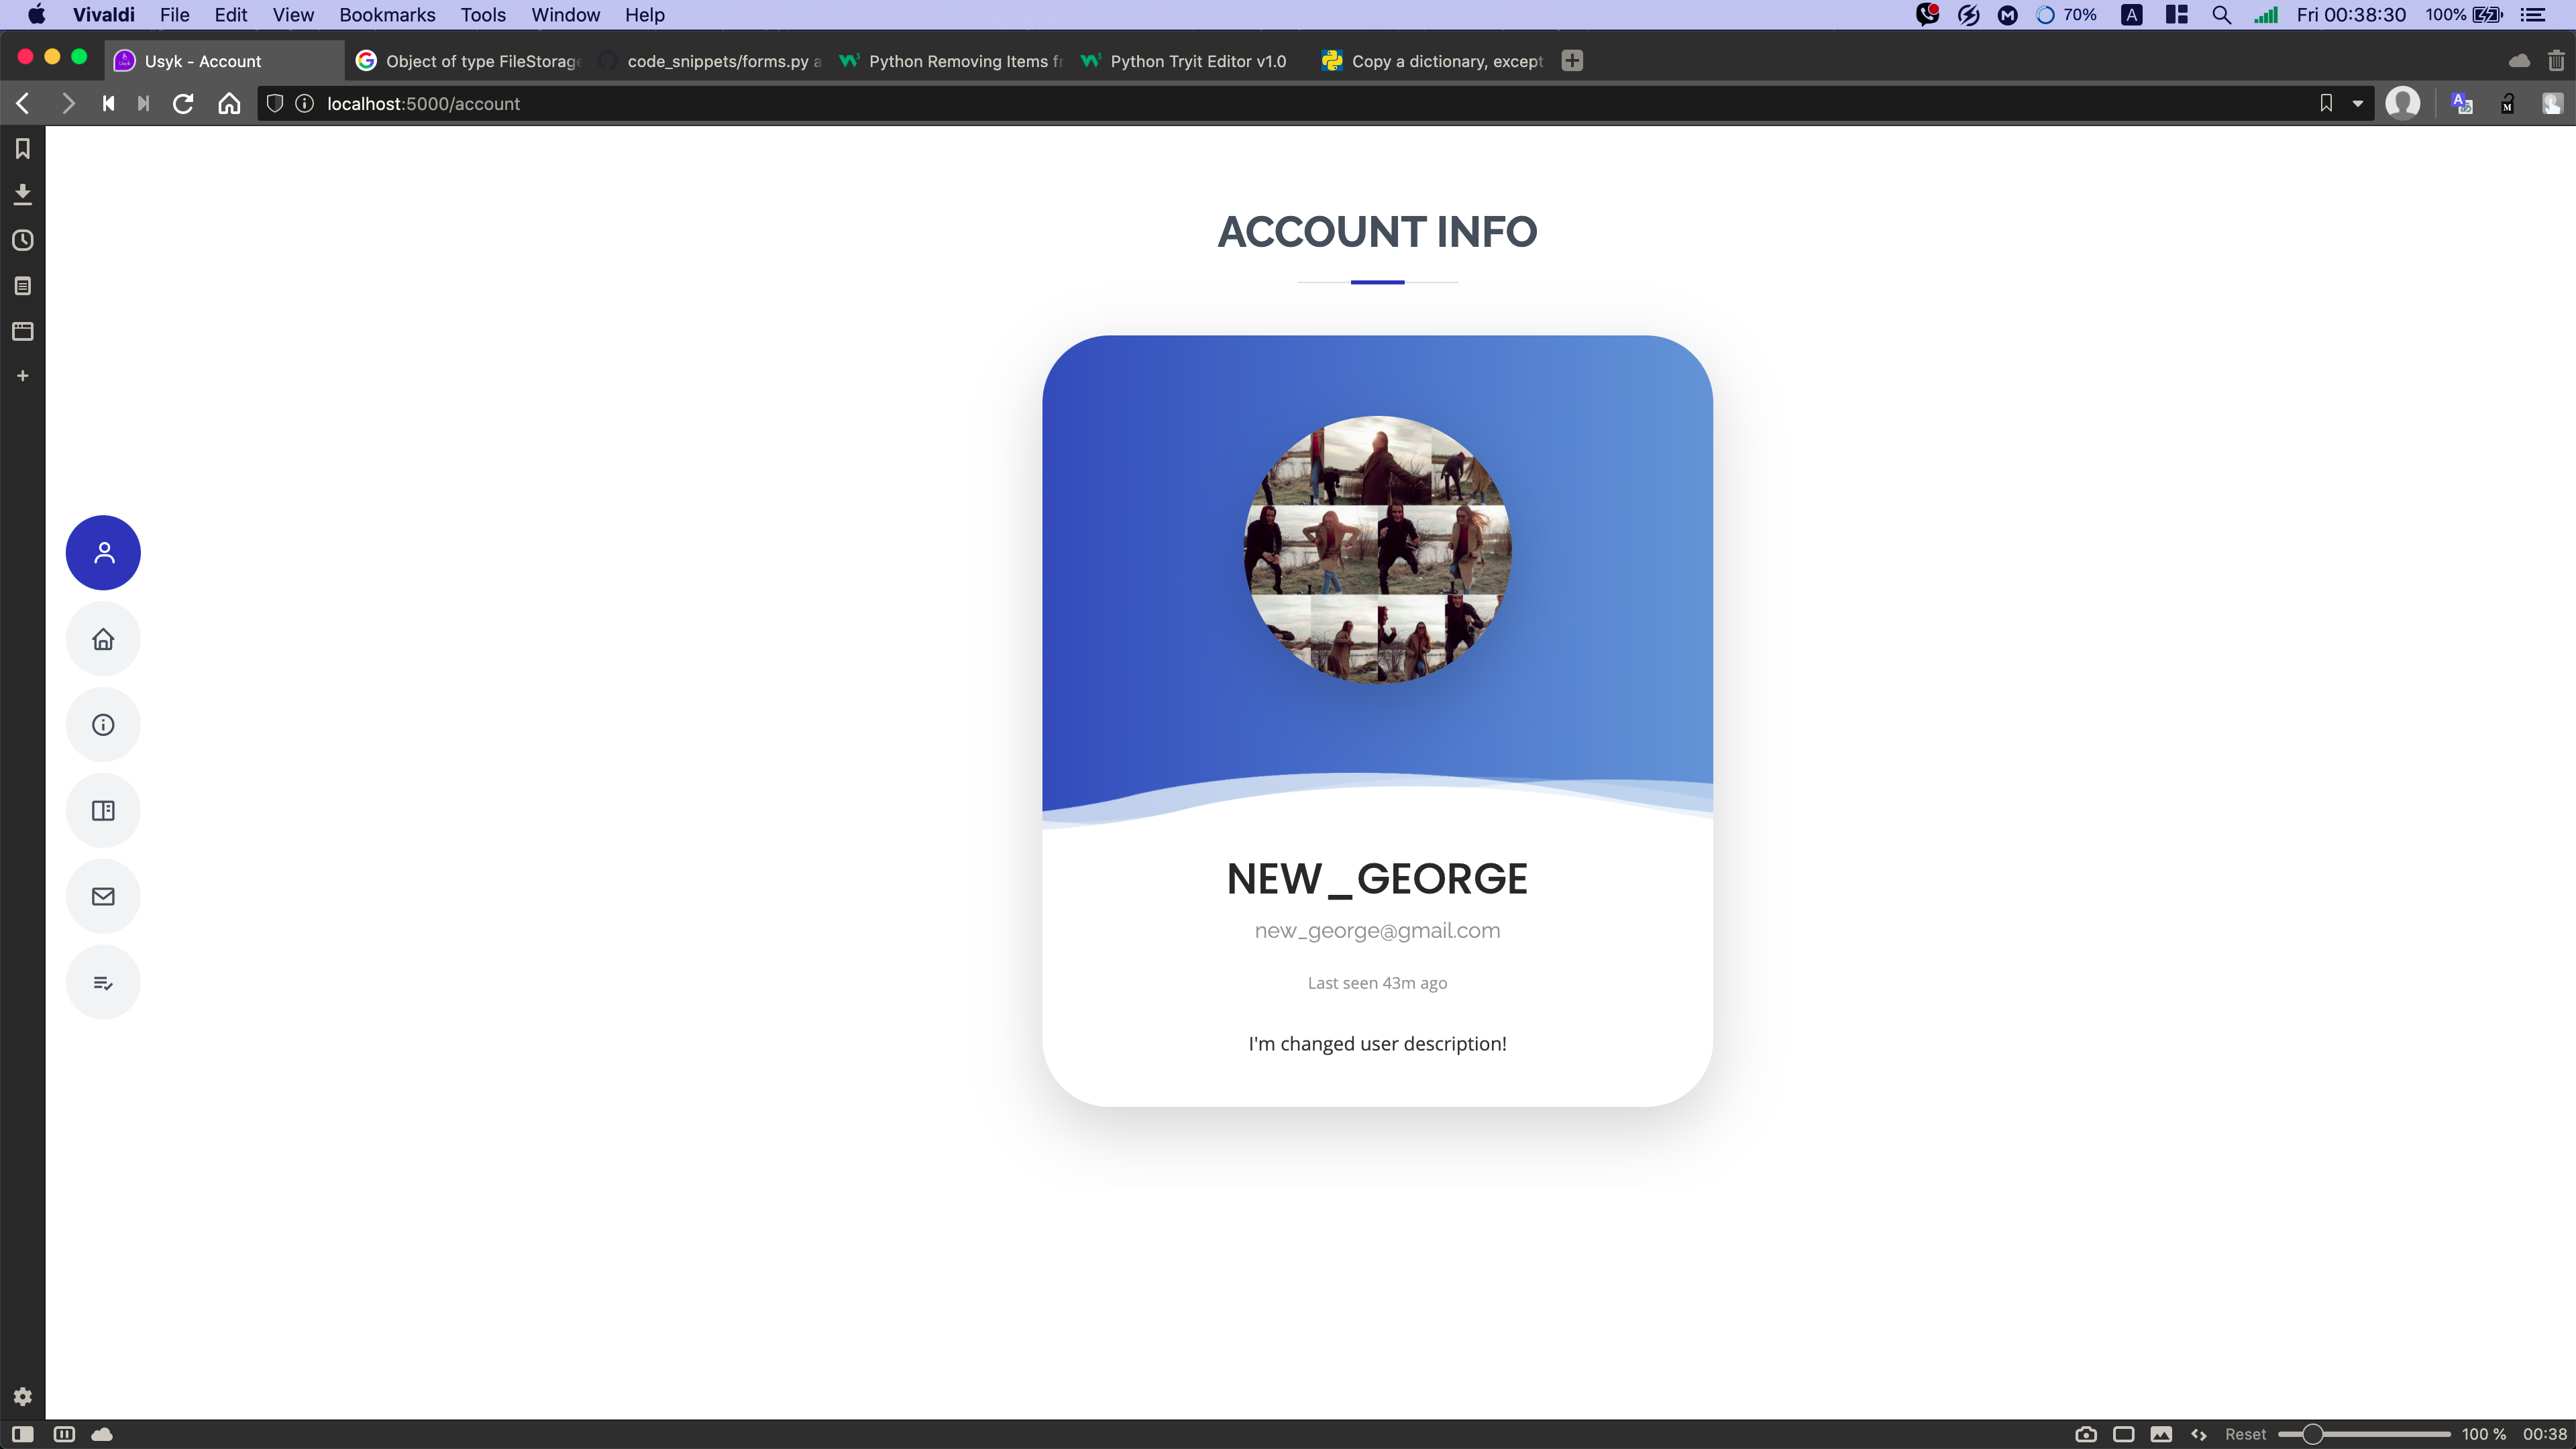 Vivaldi File Edit View Bookmarks Tools Window Help 70% A Fri 00:38:30 100%
Usyk - Account Object of type FileStorage code_snippets/forms.py a Python Removing Items fr Python Tryit Editor v1.0 Copy a dictionary, except
localhost:5000/account
ACCOUNT INFO
NEW_GEORGE
new_george@gmail.com
Last seen 43m ago
I'm changed user description!
Reset 100 % 00:38